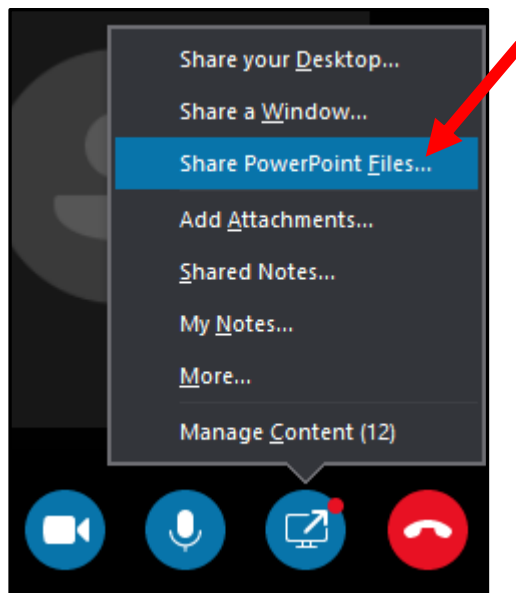 Share your Desktop...
Share a Window...
Share PowerPoint Files...
Add Attachments...
Shared Notes...
My Notes...
More...
Manage Content (12)